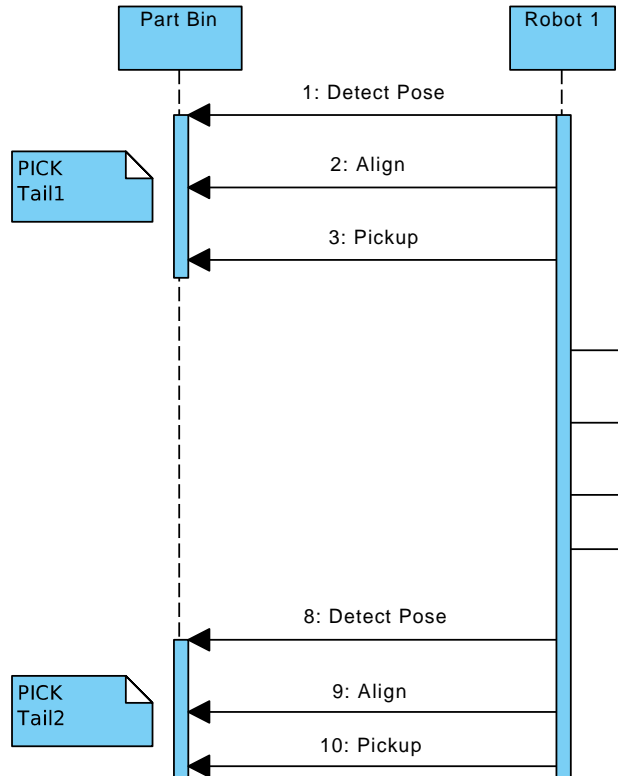 Part Bin
Robot 1
1: Detect Pose
PICK
Tail1
2: Align
3: Pickup
8: Detect Pose
PICK
Tail2
9: Align
10: Pickup